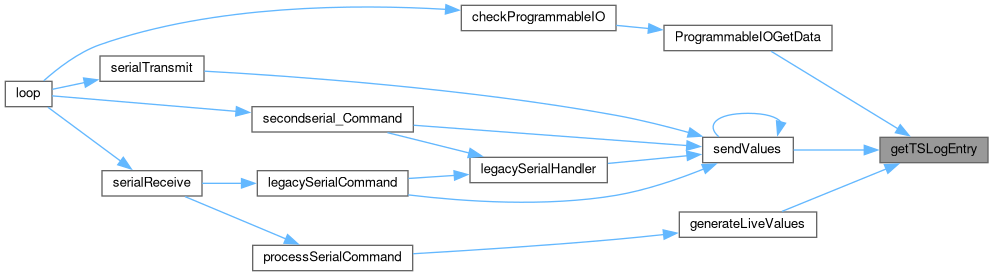 checkProgrammableIO
ProgrammableIOGetData
serialTransmit
loop
secondserial_Command
sendValues
getTSLogEntry
legacySerialHandler
serialReceive
legacySerialCommand
generateLiveValues
processSerialCommand